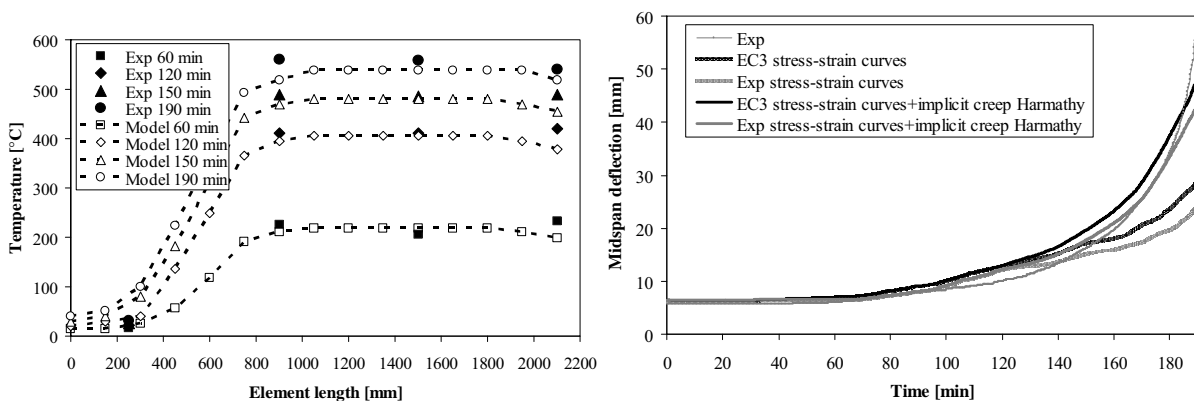 600
500
400
300
200
100
0
Temperature [°C]
Exp 60 min
Exp 120 min
Exp 150 min
Exp 190 min
Model 60 min
Model 120 min
Model 150 min
Model 190 min
0 200 400 600 800 1000 1200 1400 1600 1800 2000 2200
Element length [mm]
60
50
40
30
20
10
0
Midspan deflection [mm]
Exp
EC3 stress-strain curves
Exp stress-strain curves
EC3 stress-strain curves+implicit creep Harmathy
Exp stress-strain curves+implicit creep Harmathy
0 20 40 60 80 100 120 140 160 180
Time [min]